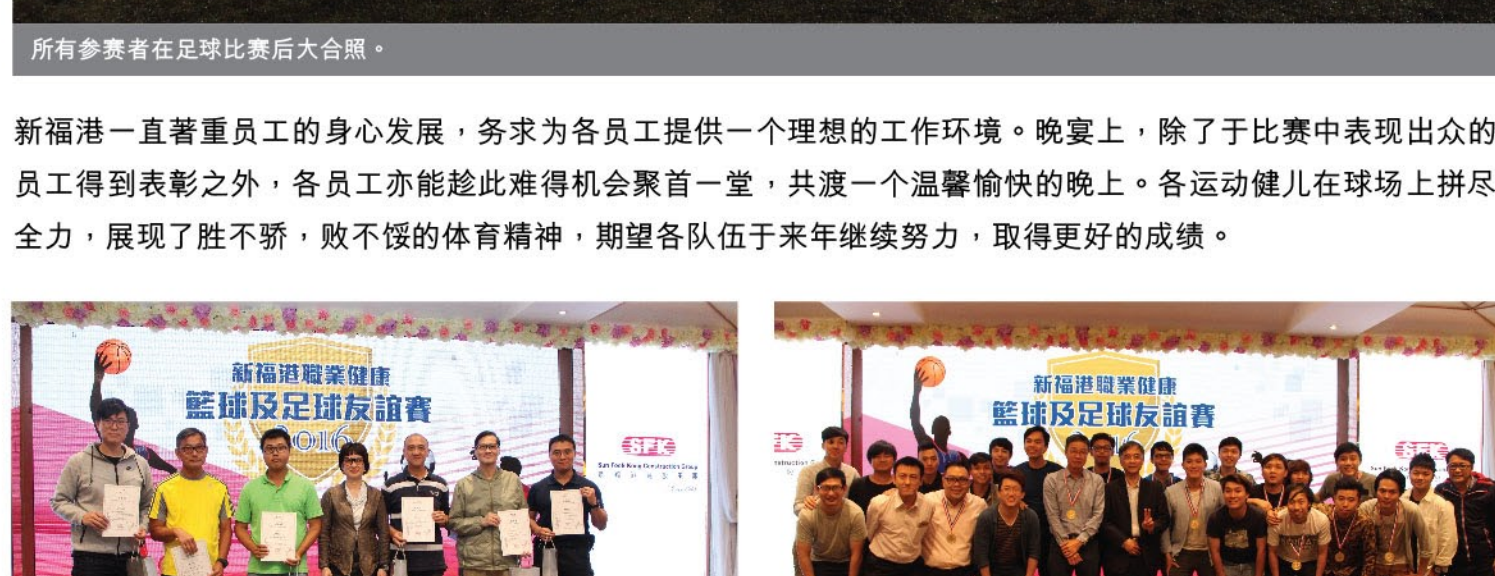 所有参赛者在足球比赛后大合照。
新福港一直著重员工的身心发展，务求为各员工提供一个理想的工作环境。晚宴上，除了于比赛中表现出众的
员工得到表彰之外，各员工亦能趁此难得机会聚首一堂，共渡一个温馨愉快的晚上。各运动健儿在球场上拼尽
全力，展现了胜不骄，败不馁的体育精神，期望各队伍于来年继续努力，取得更好的成绩。
新福港職業健康
籃球及足球友誼賽
2016
SFK
Sun Fook Kong Construction Group
新福港職業健康
籃球及足球友誼賽
16
SFK